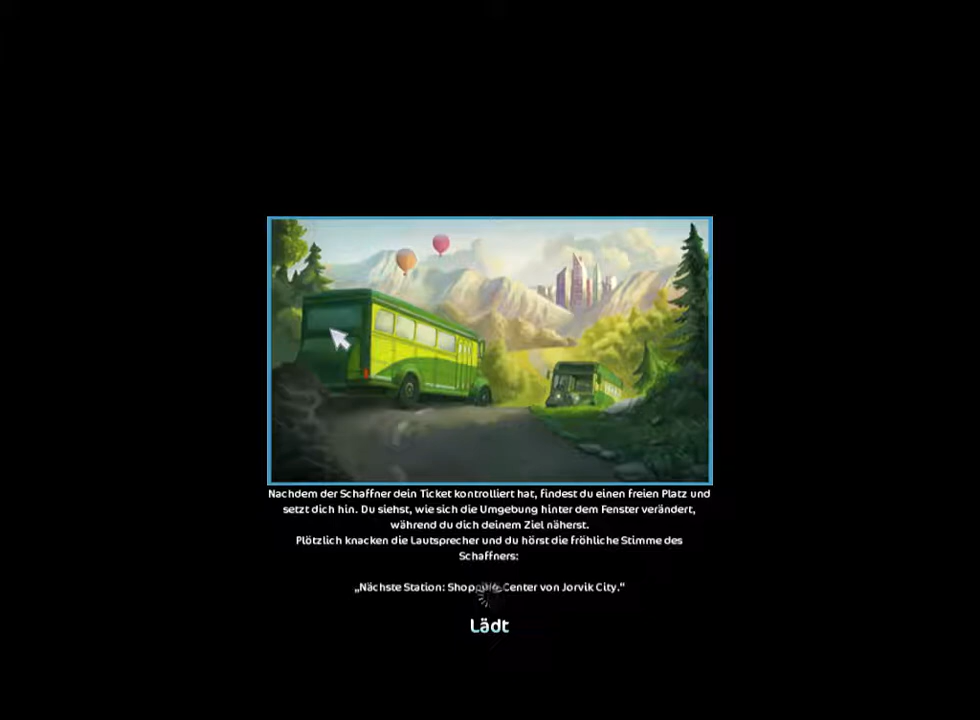 Nachdem der Schaffner dein Ticket kontrolliert hat, findest du einen freien Platz und
setzt dich hin. Du siehst, wie sich die Umgebung hinter dem Fenster verändert,
während du dich deinem Ziel näherst.
Plötzlich knacken die Lautsprecher und du hörst die fröhliche Stimme des
Schaffners:
„Nächste Station: Center von Jorvik City.“
Lädt